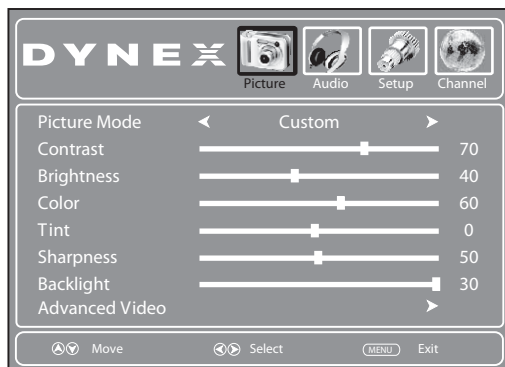 DYNEX
Picture Audio Setup Channel
Picture Mode Custom
Contrast 70
Brightness 40
Color 60
Tint 0
Sharpness 50
Backlight 30
Advanced Video
Move Select MENU Exit